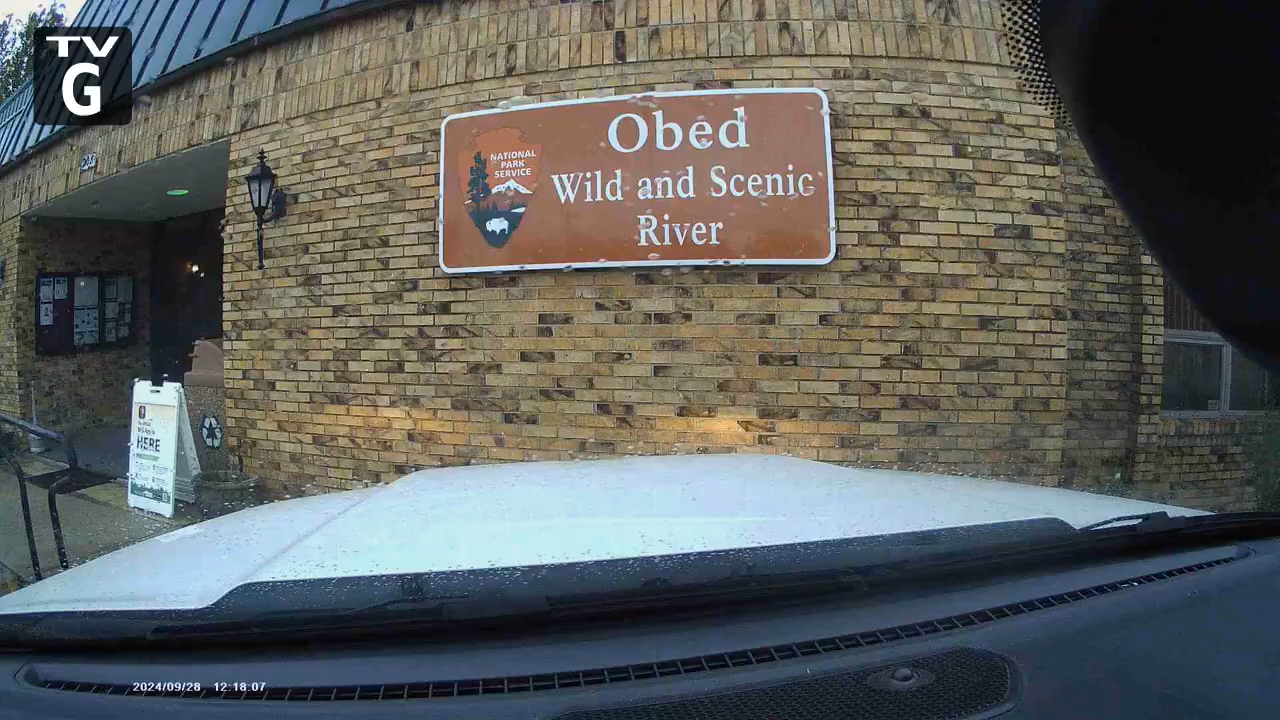 TV
G
Obed
Wild and Scenic
River
NATIONAL
PARK
SERVICE
HERE
2024/09/28 12:18:07